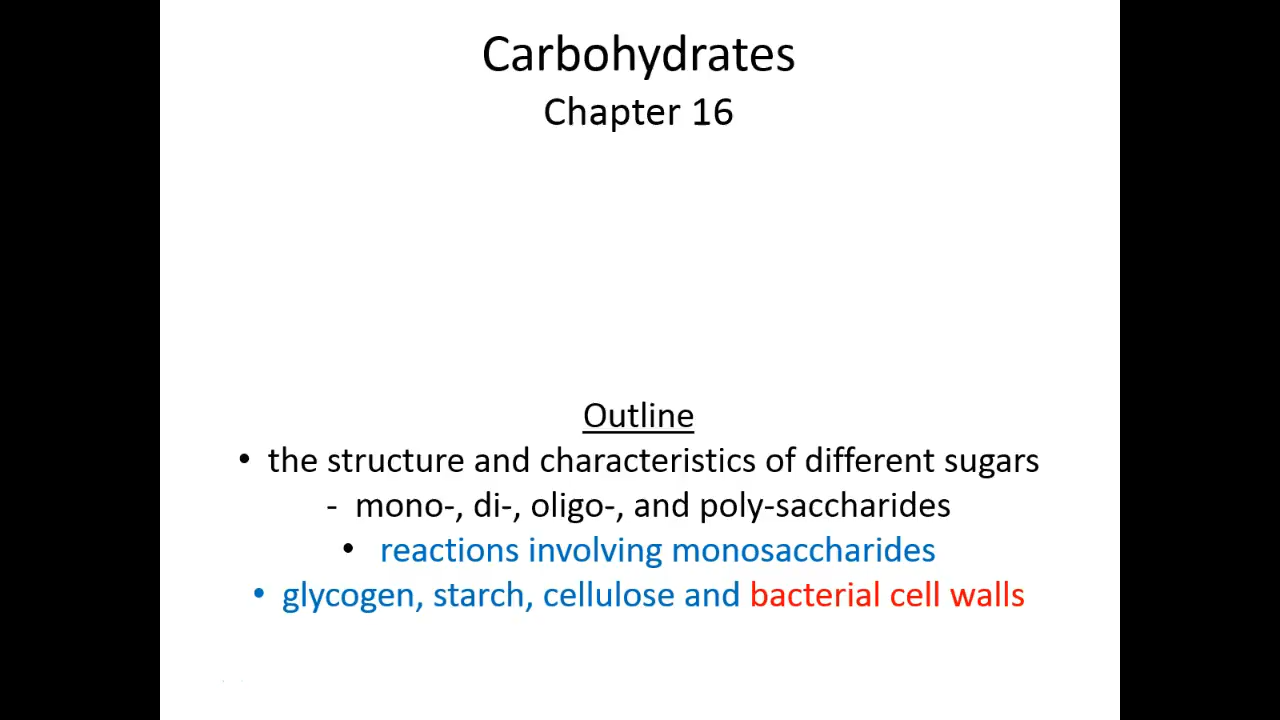 Carbohydrates
Chapter 16
Outline
• the structure and characteristics of different sugars
- mono-, di-, oligo-, and poly-saccharides
• reactions involving monosaccharides
• glycogen, starch, cellulose and bacterial cell walls